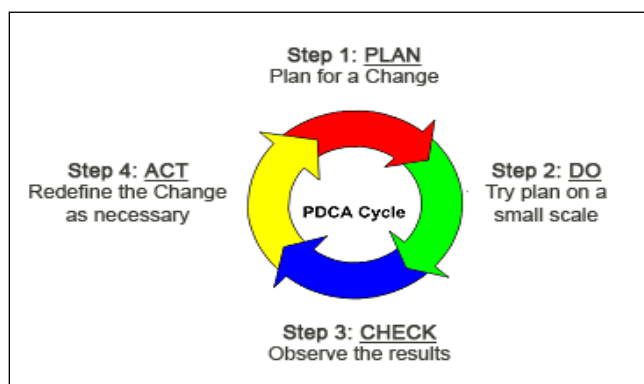 Step 1: PLAN
Plan for a Change
Step 2: DO
Try plan on a
small scale
Step 3: CHECK
Observe the results
Step 4: ACT
Redefine the Change
as necessary
PDCA Cycle